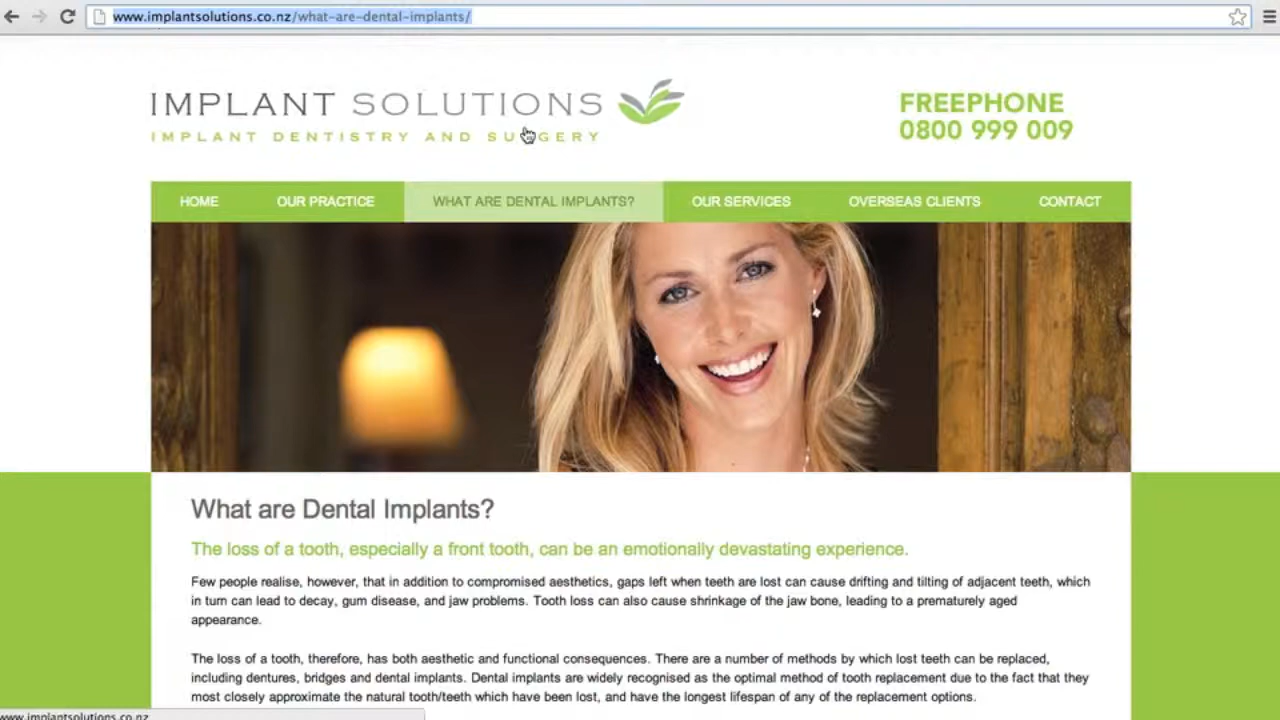 www.implantsolutions.co.nz/what-are-dental-implants/
IMPLANT SOLUTIONS
IMPLANT DENTISTRY AND SURGERY
FREEPHONE
0800 999 009
HOME OUR PRACTICE WHAT ARE DENTAL IMPLANTS? OUR SERVICES OVERSEAS CLIENTS CONTACT
What are Dental Implants?
The loss of a tooth, especially a front tooth, can be an emotionally devastating experience.
Few people realise, however, that in addition to compromised aesthetics, gaps left when teeth are lost can cause drifting and tilting of adjacent teeth, which
in turn can lead to decay, gum disease, and jaw problems. Tooth loss can also cause shrinkage of the jaw bone, leading to a prematurely aged
appearance.
The loss of a tooth, therefore, has both aesthetic and functional consequences. There are a number of methods by which lost teeth can be replaced,
including dentures, bridges and dental implants. Dental implants are widely recognised as the optimal method of tooth replacement due to the fact that they
most closely approximate the natural tooth/teeth which have been lost, and have the longest lifespan of any of the replacement options.
www.implantsolutions.co.nz